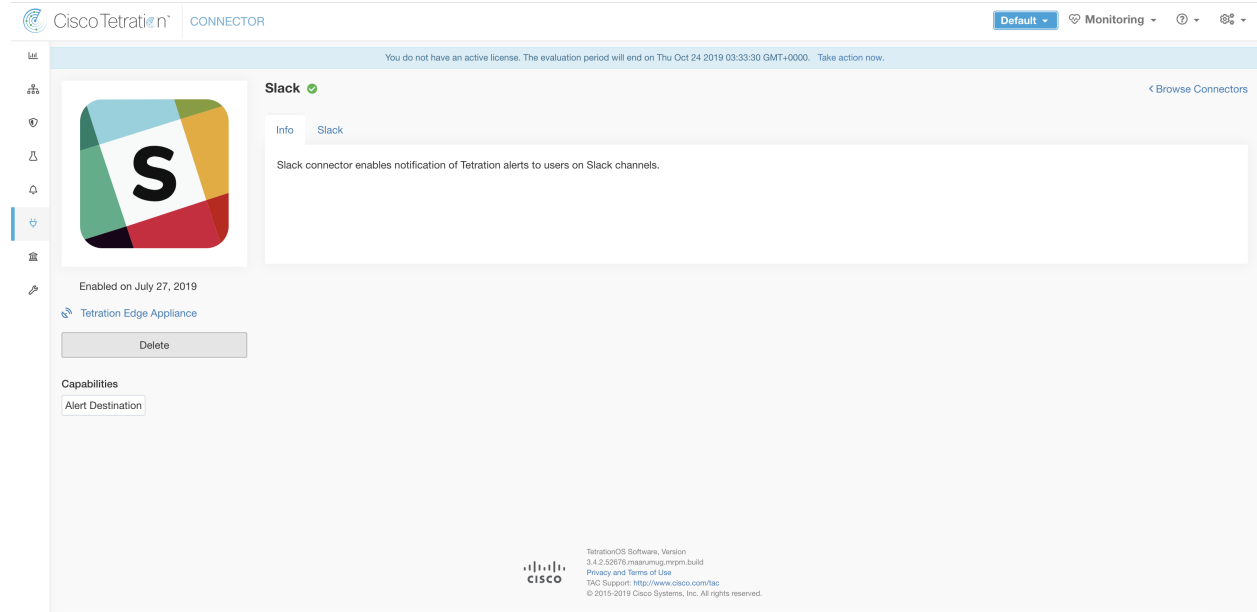 Cisco Tetration™ CONNECTOR Default Monitoring ?
You do not have an active license. The evaluation period will end on Thu Oct 24 2019 03:33:30 GMT+0000. Take action now.
Slack < Browse Connectors
Info Slack
Slack connector enables notification of Tetration alerts to users on Slack channels.
S
Enabled on July 27, 2019
Tetration Edge Appliance
Delete
Capabilities
Alert Destination
TetrationOS Software, Version
3.4.2.52676.maarumug.mrpm.build
Privacy and Terms of Use
TAC Support: http://www.cisco.com/tac
© 2015-2019 Cisco Systems, Inc. All rights reserved.
CISCO